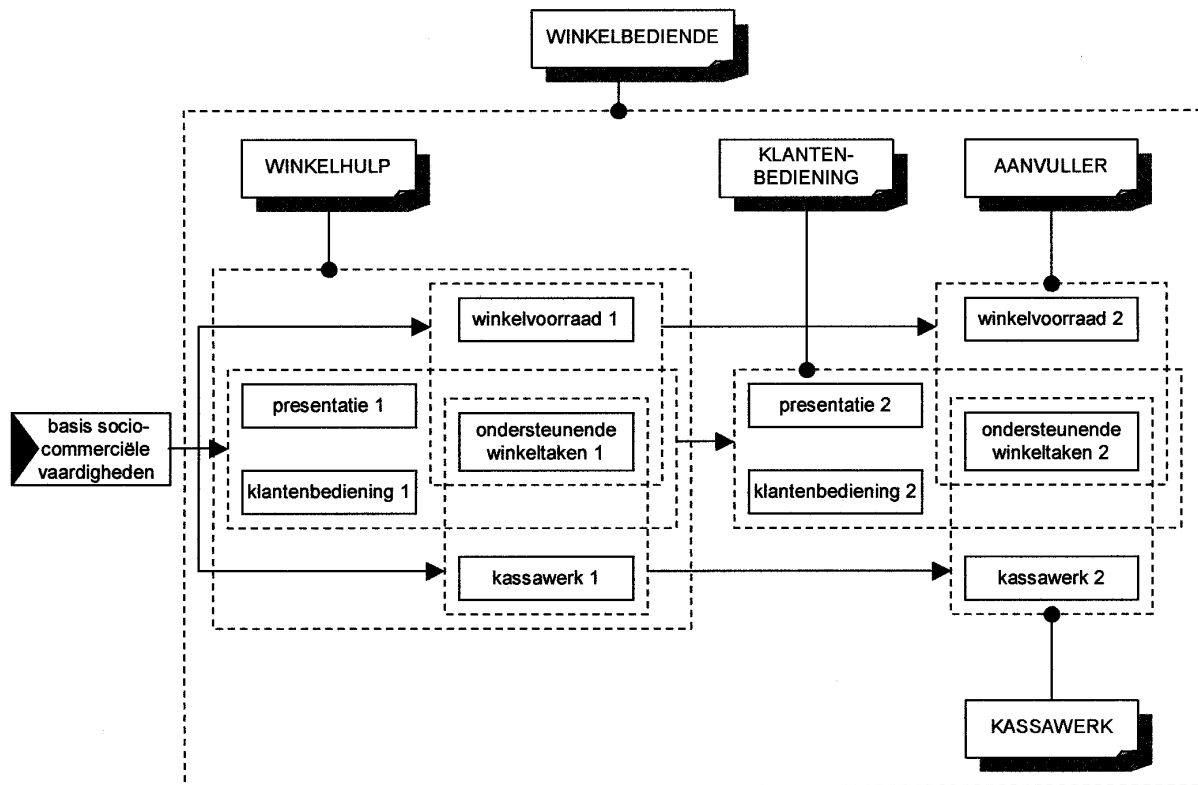 WINKELBEDIENDE
WINKELHULP
KLANTEN-
BEDIENING
AANVULLER
winkelvoorraad 1
winkelvoorraad 2
presentatie 1
presentatie 2
basis socio-
commerciële
vaardigheden
ondersteunende
winkeltaken 1
ondersteunende
winkeltaken 2
klantenbediening 1
klantenbediening 2
kassawerk 1
kassawerk 2
KASSAWERK